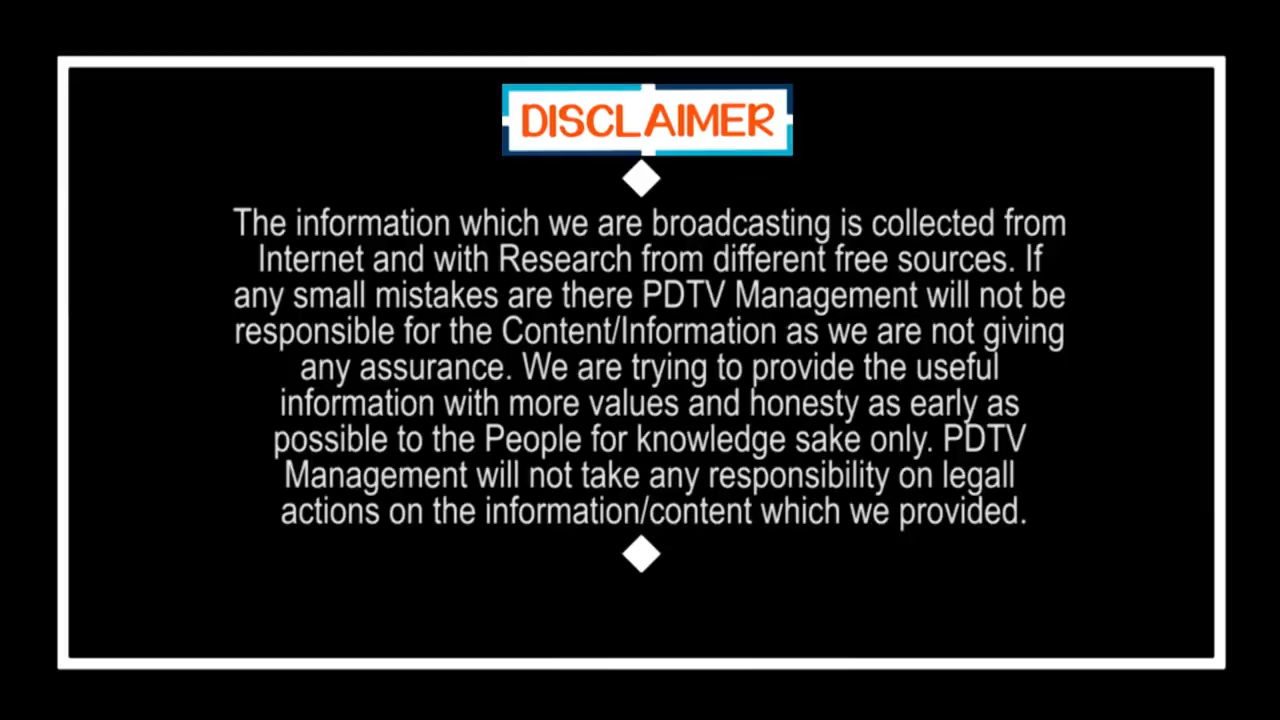 DISCLAIMER
The information which we are broadcasting is collected from
Internet and with Research from different free sources. If
any small mistakes are there PDTV Management will not be
responsible for the Content/Information as we are not giving
any assurance. We are trying to provide the useful
information with more values and honesty as early as
possible to the People for knowledge sake only. PDTV
Management will not take any responsibility on legall
actions on the information/content which we provided.